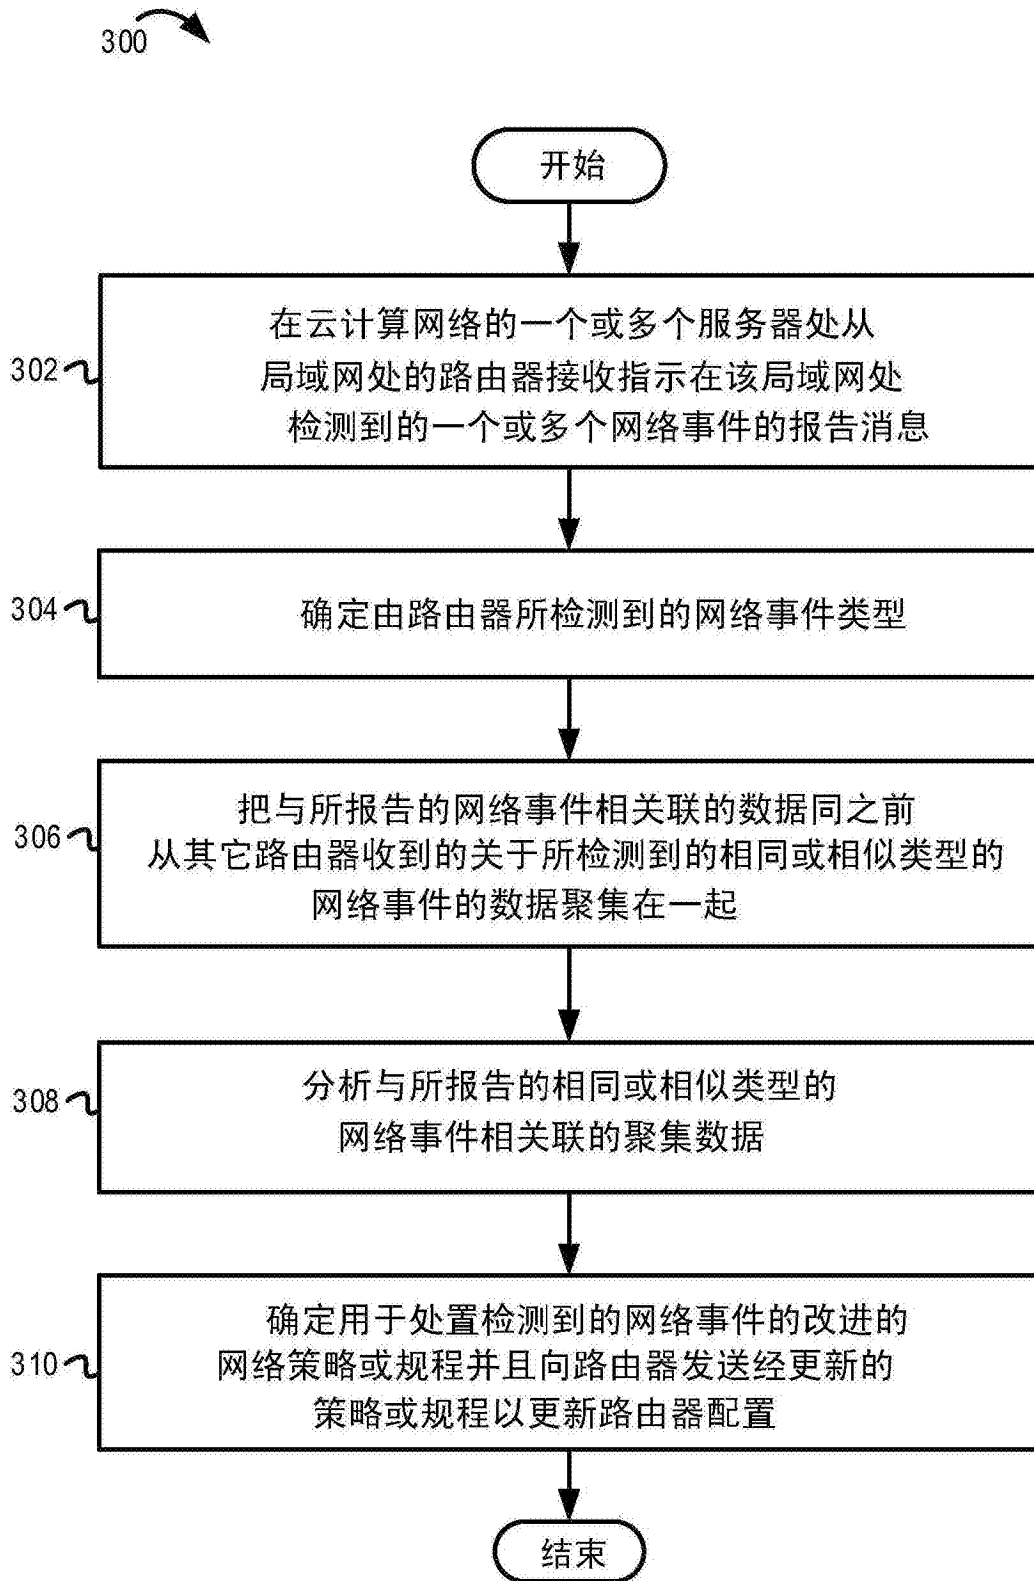 300
开始
302
在云计算网络的一个或多个服务器处从
局域网处的路由器接收指示在该局域网处
检测到的一个或多个网络事件的报告消息
304
确定由路由器所检测到的网络事件类型
306
把与所报告的网络事件相关联的数据同之前
从其它路由器收到的关于所检测到的相同或相似类型的
网络事件的数据聚集在一起
308
分析与所报告的相同或相似类型的
网络事件相关联的聚集数据
310
确定用于处置检测到的网络事件的改进的
网络策略或规程并且向路由器发送经更新的
策略或规程以更新路由器配置
结束